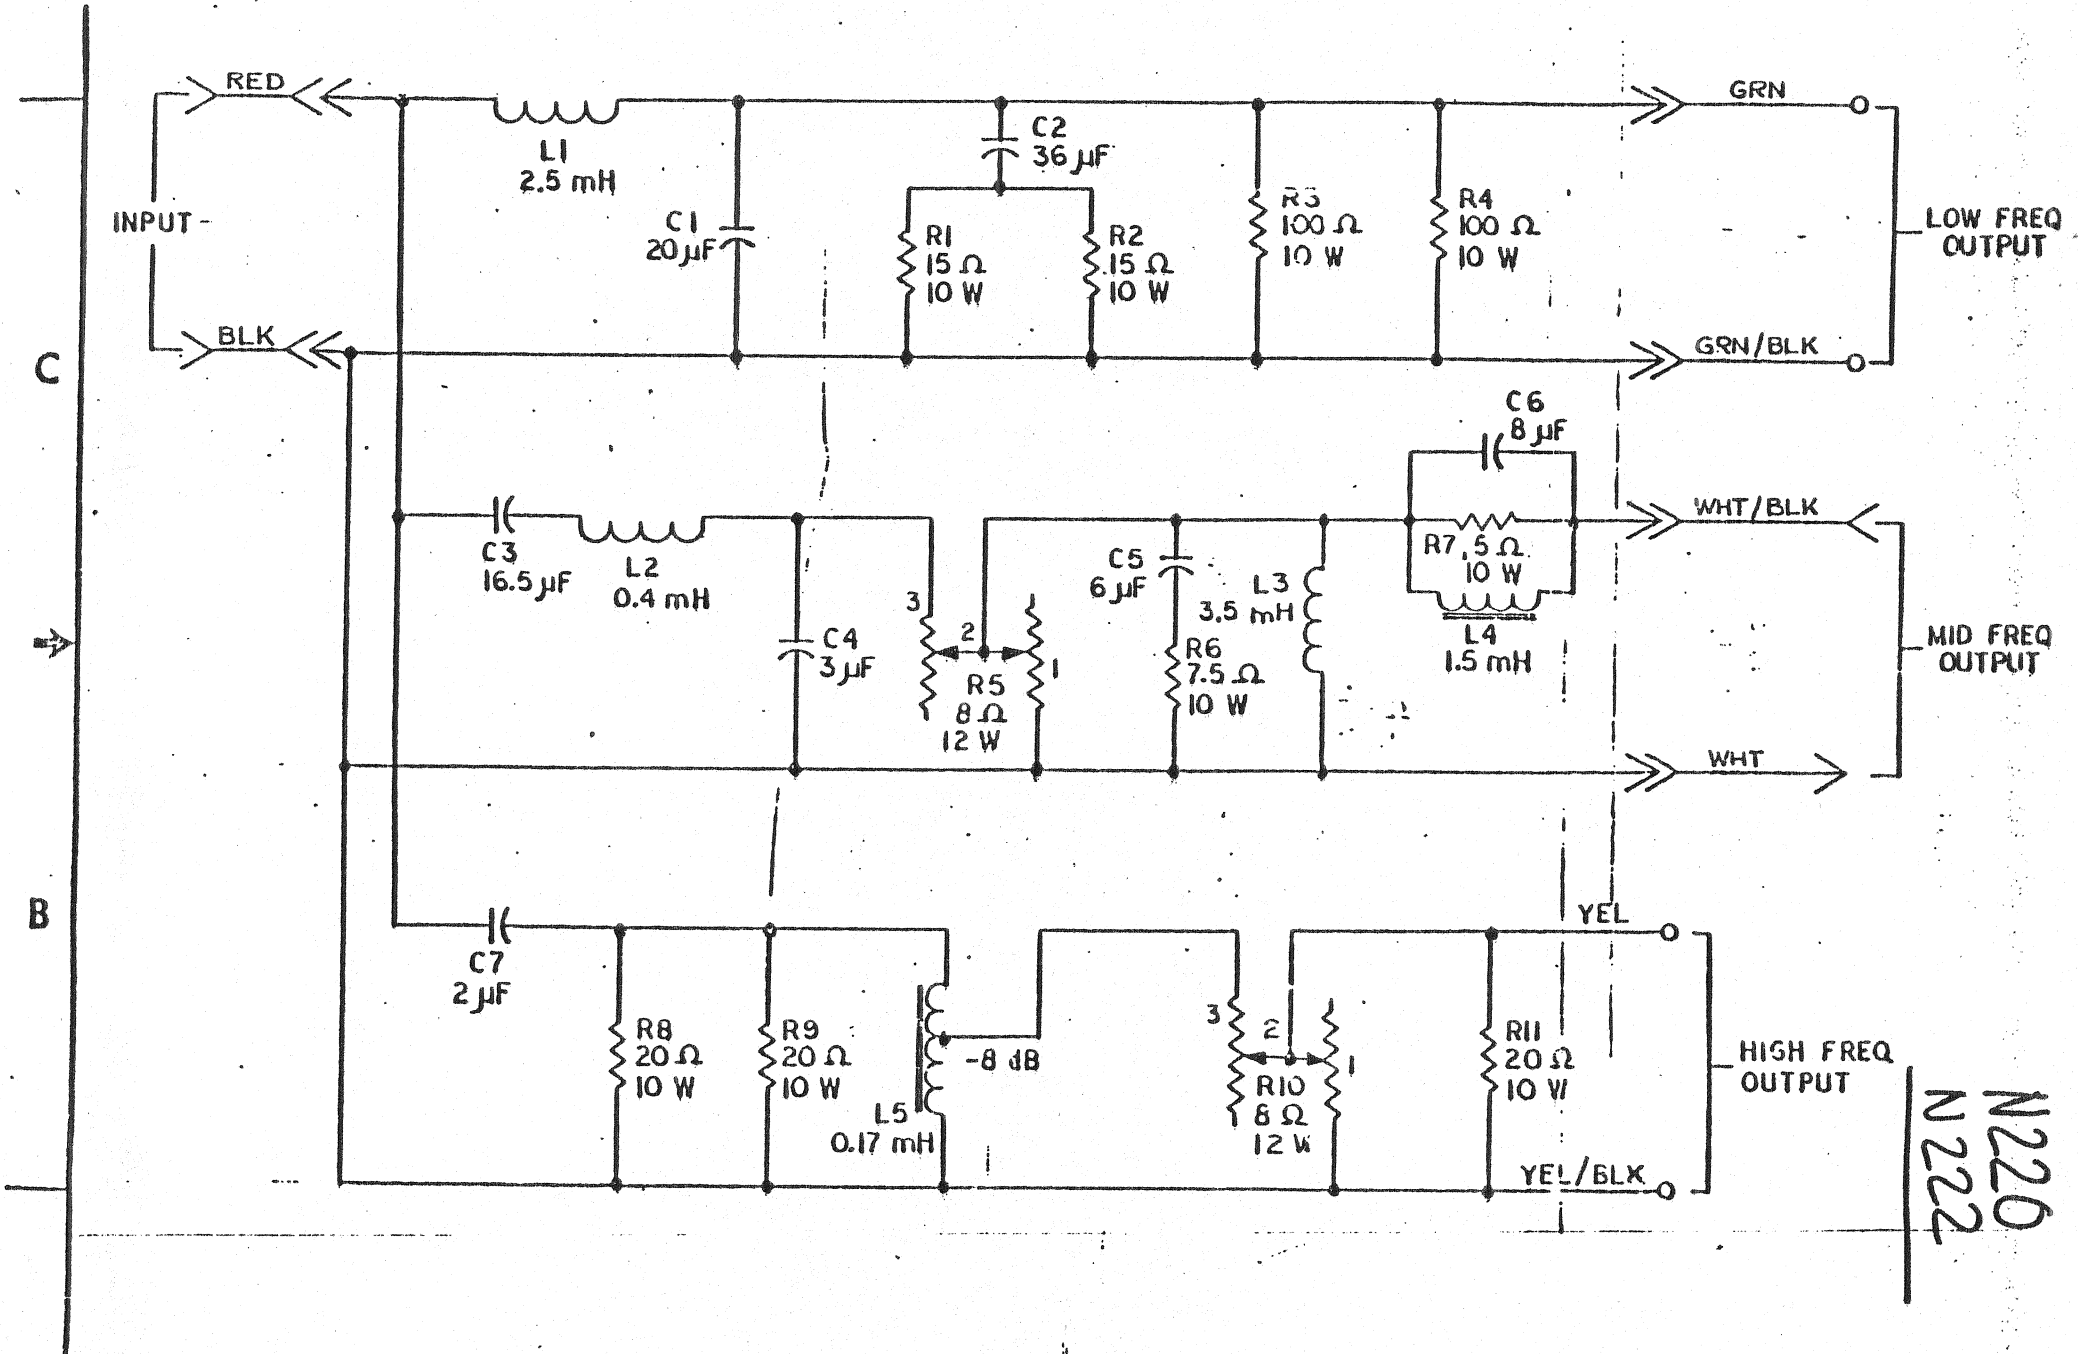 RED
GRN
L1
2.5 mH
C2
36 µF
INPUT
C1
20 µF
R1
15 Ω
10 W
R2
15 Ω
10 W
R3
100 Ω
10 W
R4
100 Ω
10 W
LOW FREQ
OUTPUT
BLK
GRN/BLK
C
C6
8 µF
WHT/BLK
C3
16.5 µF
L2
0.4 mH
C4
3 µF
3
2
1
R5
8 Ω
12 W
C5
6 µF
R6
7.5 Ω
10 W
L3
3.5 mH
R7 .5 Ω
10 W
L4
1.5 mH
MID FREQ
OUTPUT
WHT
B
YEL
C7
2 µF
R8
20 Ω
10 W
R9
20 Ω
10 W
L5
0.17 mH
-8 dB
3
2
1
R10
8 Ω
12 W
R11
20 Ω
10 W
HIGH FREQ
OUTPUT
YEL/BLK
N226
N222